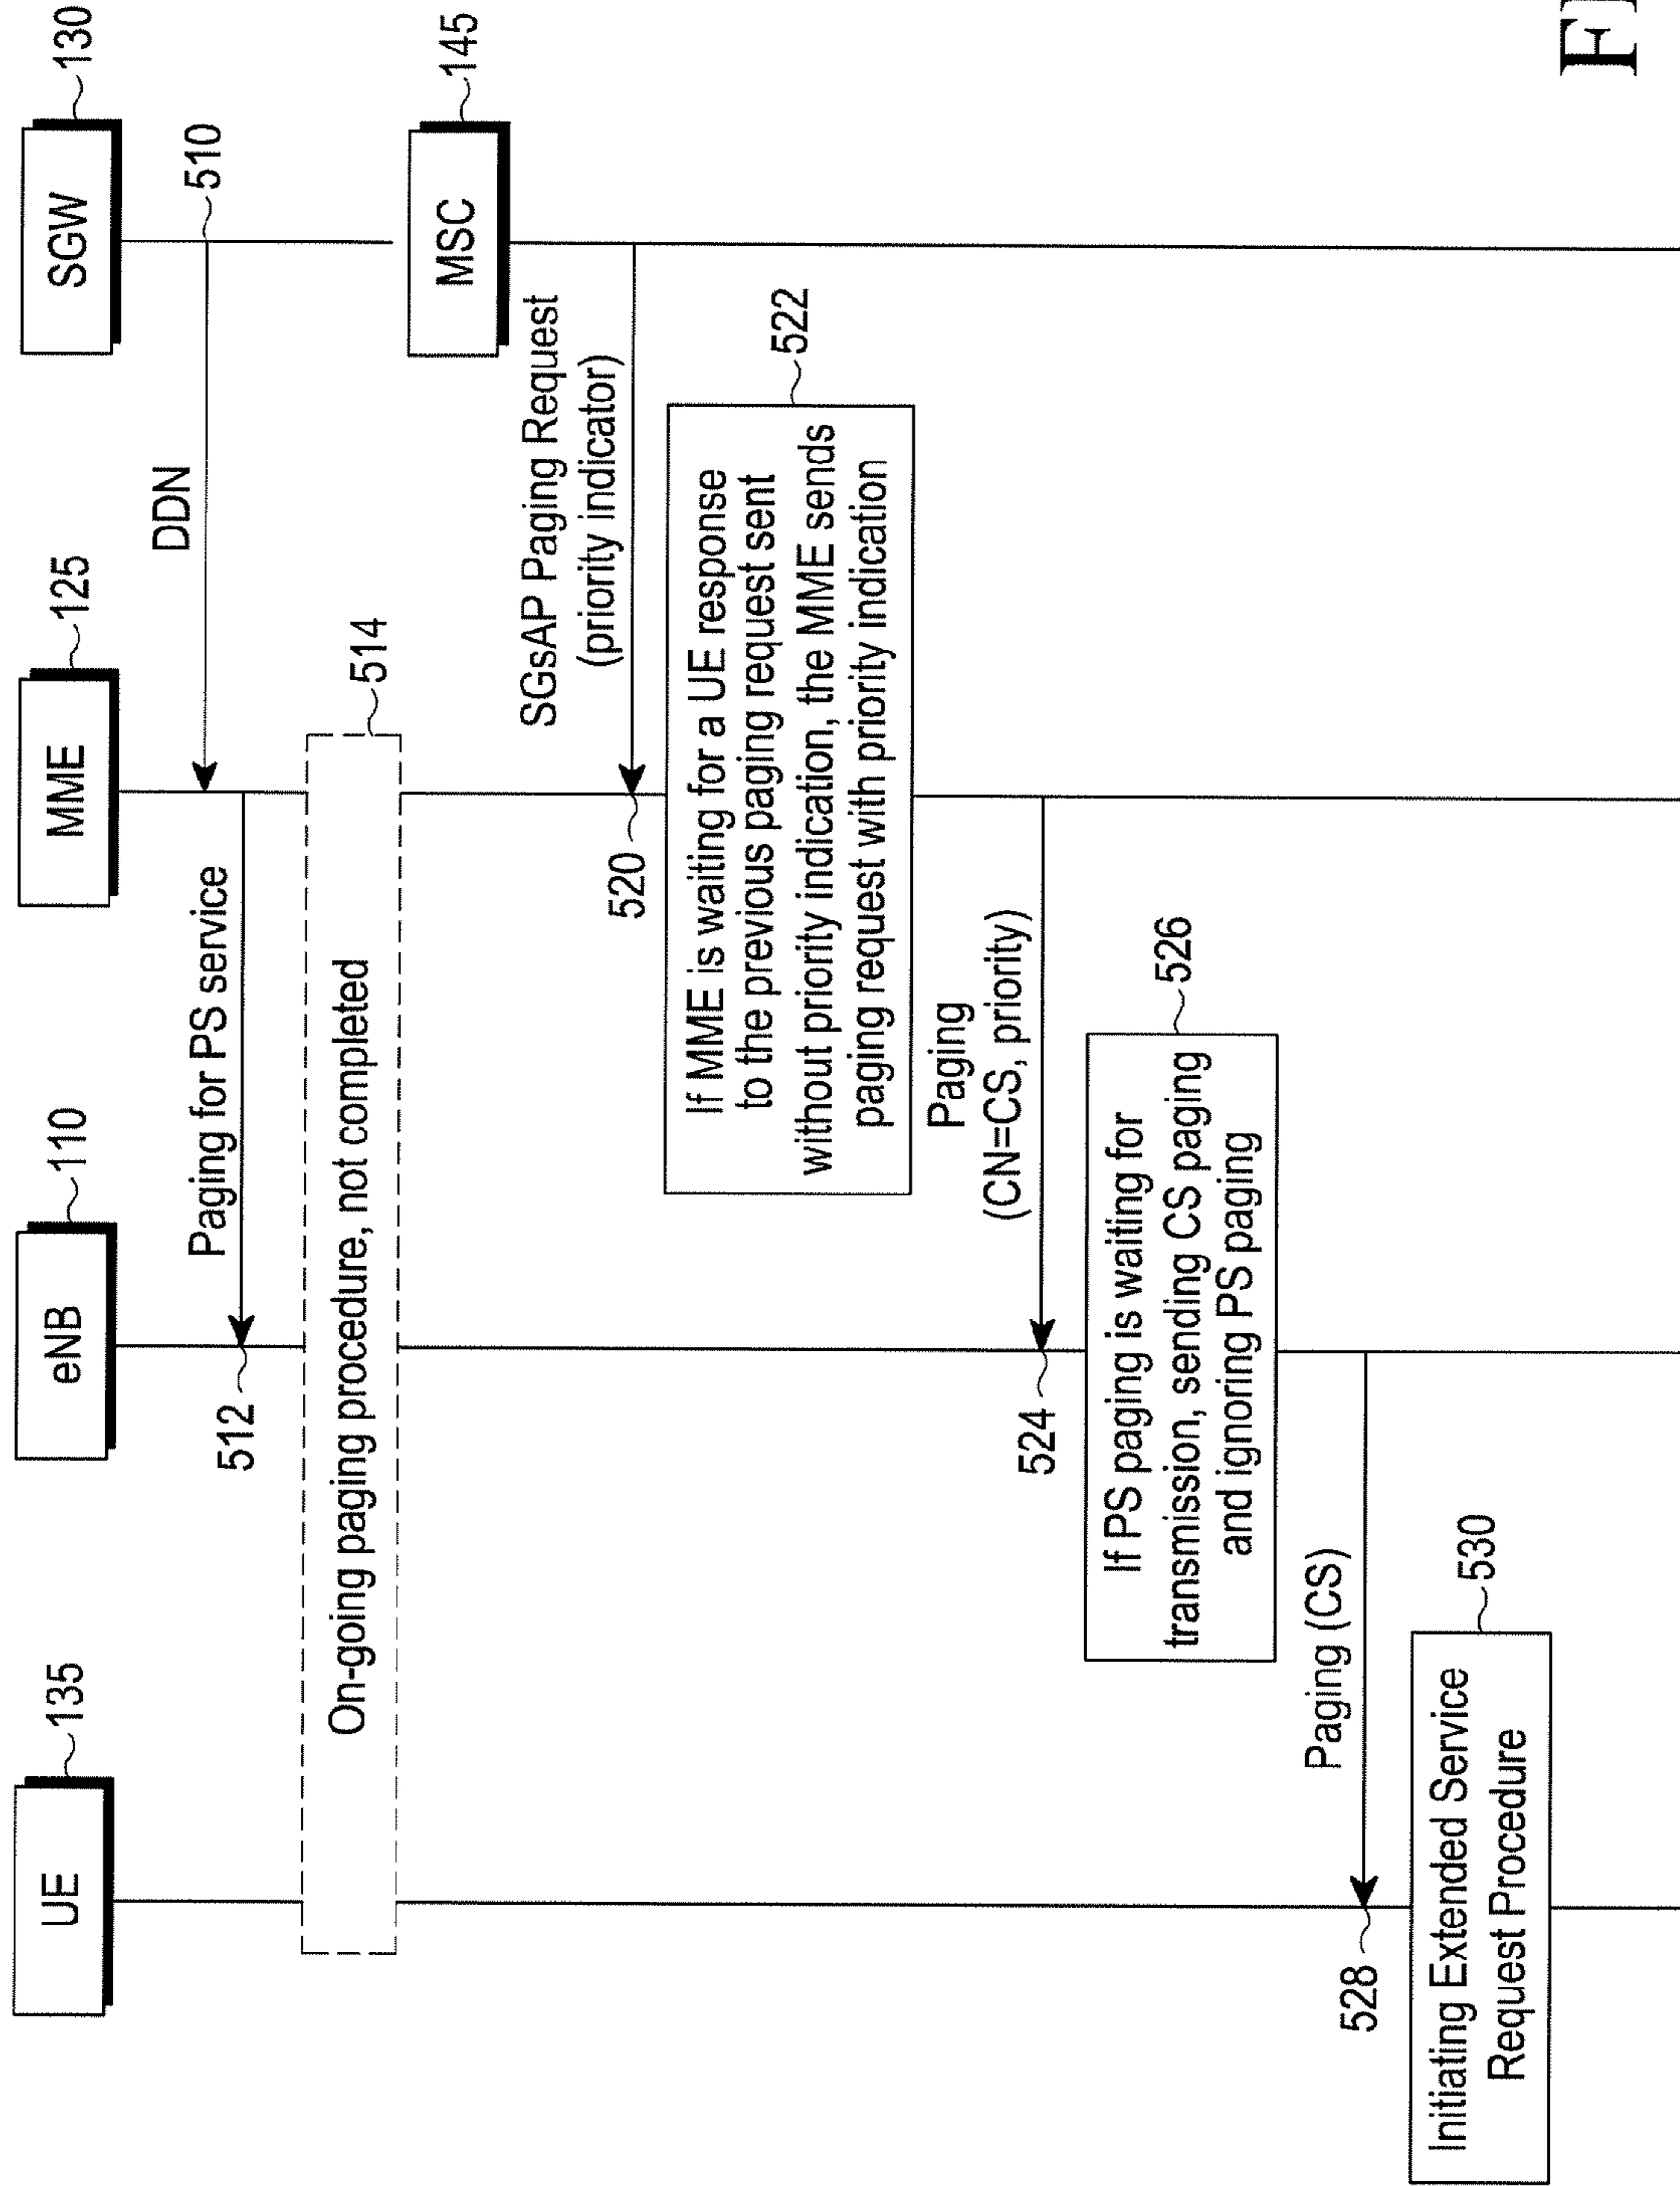 UE
135
eNB
110
MME
125
SGW
130
DDN
510
Paging for PS service
512
On-going paging procedure, not completed
514
MSC
145
SGsAP Paging Request
(priority indicator)
520
If MME is waiting for a UE response
to the previous paging request sent
without priority indication, the MME sends
paging request with priority indication
522
Paging
(CN=CS, priority)
524
If PS paging is waiting for
transmission, sending CS paging
and ignoring PS paging
526
Paging (CS)
528
Initiating Extended Service
Request Procedure
530